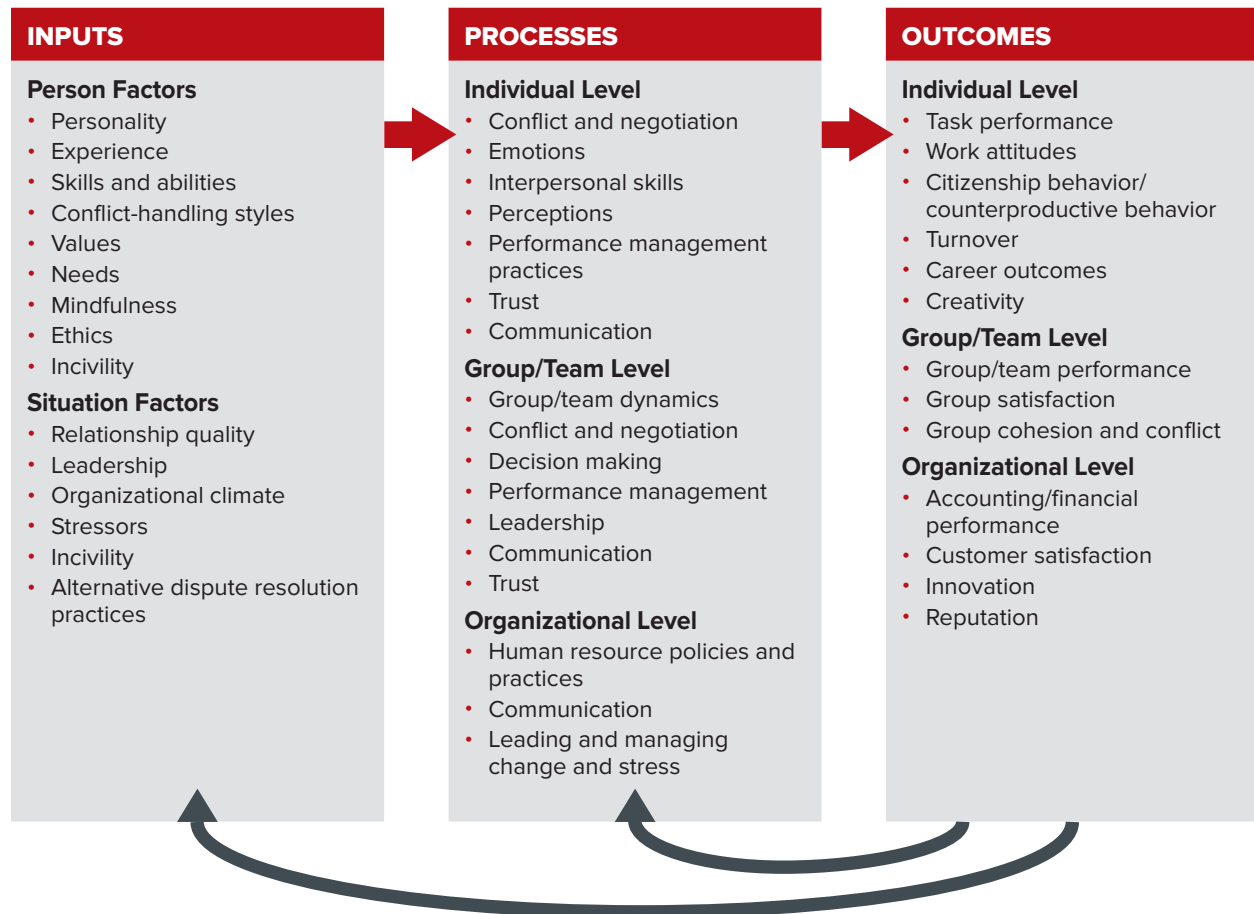 INPUTS
Person Factors
• Personality
• Experience
• Skills and abilities
• Conflict-handling styles
• Values
• Needs
• Mindfulness
• Ethics
• Incivility
Situation Factors
• Relationship quality
• Leadership
• Organizational climate
• Stressors
• Incivility
• Alternative dispute resolution
practices
PROCESSES
Individual Level
• Conflict and negotiation
• Emotions
• Interpersonal skills
• Perceptions
• Performance management
practices
• Trust
• Communication
Group/Team Level
• Group/team dynamics
• Conflict and negotiation
• Decision making
• Performance management
• Leadership
• Communication
• Trust
Organizational Level
• Human resource policies and
practices
• Communication
• Leading and managing
change and stress
OUTCOMES
Individual Level
• Task performance
• Work attitudes
• Citizenship behavior/
counterproductive behavior
• Turnover
• Career outcomes
• Creativity
Group/Team Level
• Group/team performance
• Group satisfaction
• Group cohesion and conflict
Organizational Level
• Accounting/financial
performance
• Customer satisfaction
• Innovation
• Reputation